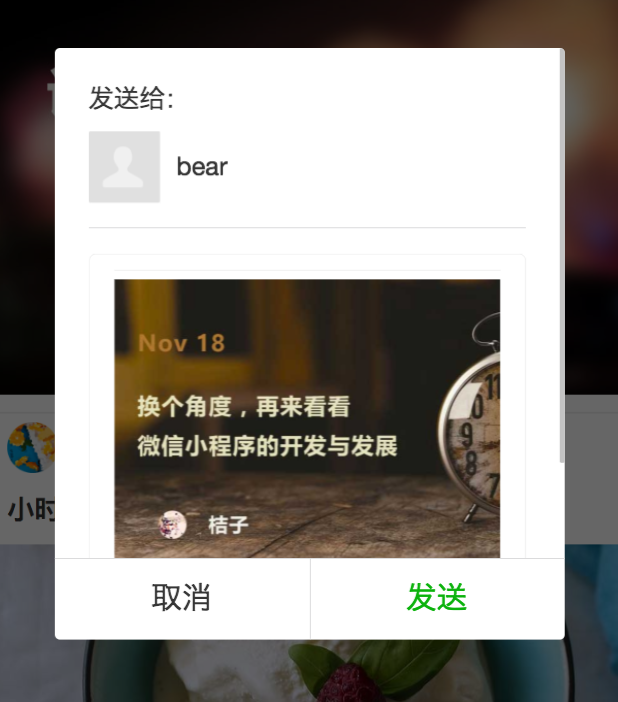 发送给:
bear
Nov 18
换个角度，再来看看
微信小程序的开发与发展
桔子
小时
取消
发送